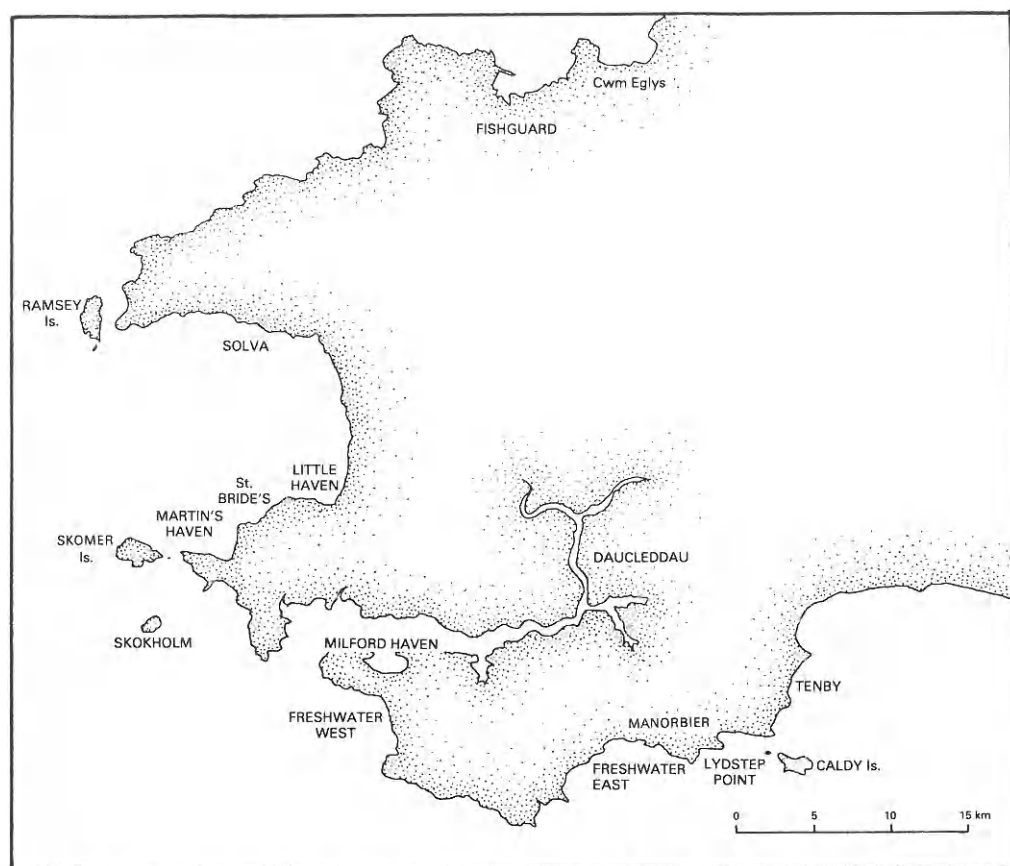 Cwm Eglys
FISHGUARD
RAMSEY
Is.
SOLVA
LITTLE
HAVEN
St.
BRIDE'S
MARTIN'S
HAVEN
SKOMER
Is.
DAUCLEDDAU
SKOKHOLM
MILFORD HAVEN
TENBY
FRESHWATER
WEST
MANORBIER
FRESHWATER
EAST
LYDSTEP
POINT
CALDY Is.
0 5 10 15 km